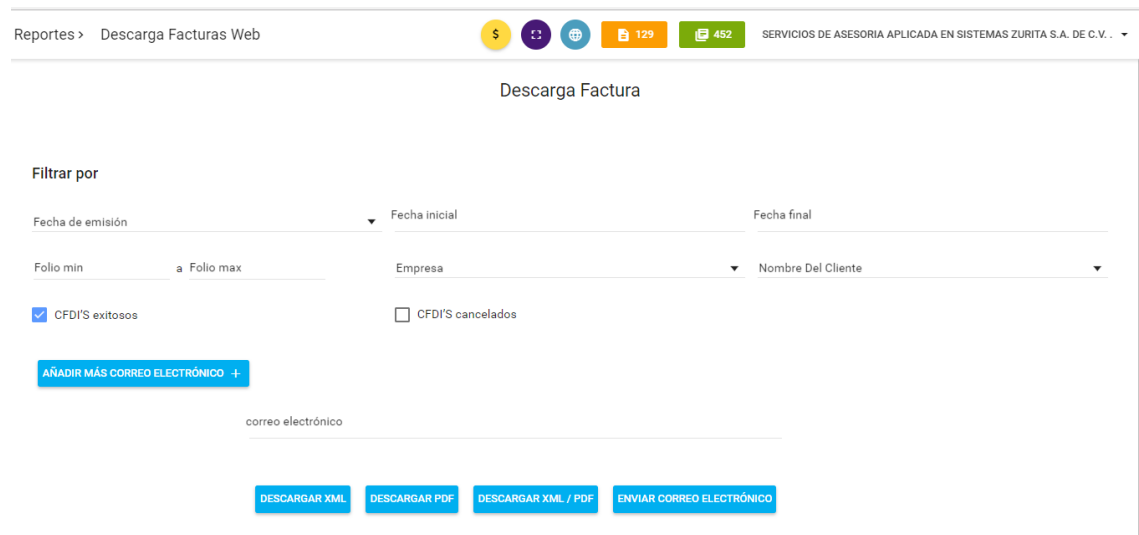 Reportes > Descarga Facturas Web $ 129 452 SERVICIOS DE ASESORIA APLICADA EN SISTEMAS ZURITA S.A. DE C.V. .
Descarga Factura
Filtrar por
Fecha de emisión Fecha inicial Fecha final
Folio min a Folio max Empresa Nombre Del Cliente
CFDI'S exitosos CFDI'S cancelados
AÑADIR MÁS CORREO ELECTRÓNICO +
correo electrónico
DESCARGAR XML DESCARGAR PDF DESCARGAR XML / PDF ENVIAR CORREO ELECTRÓNICO